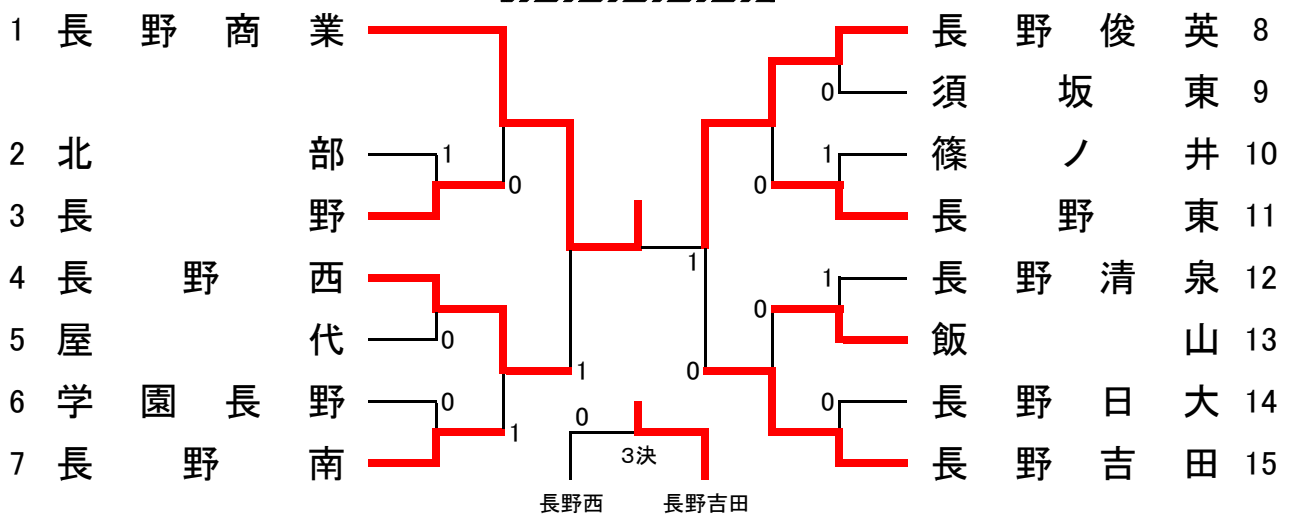 1 長野商業
2 北部
3 長野
4 長野西
5 屋代
6 学園長野
7 長野南
1
0
0
0
1
1
0
3決
長野西 長野吉田
1
0
0
1
0
1
0
0
長野俊英 8
須坂東 9
篠ノ井 10
長野東 11
長野清泉 12
飯山 13
長野日大 14
長野吉田 15